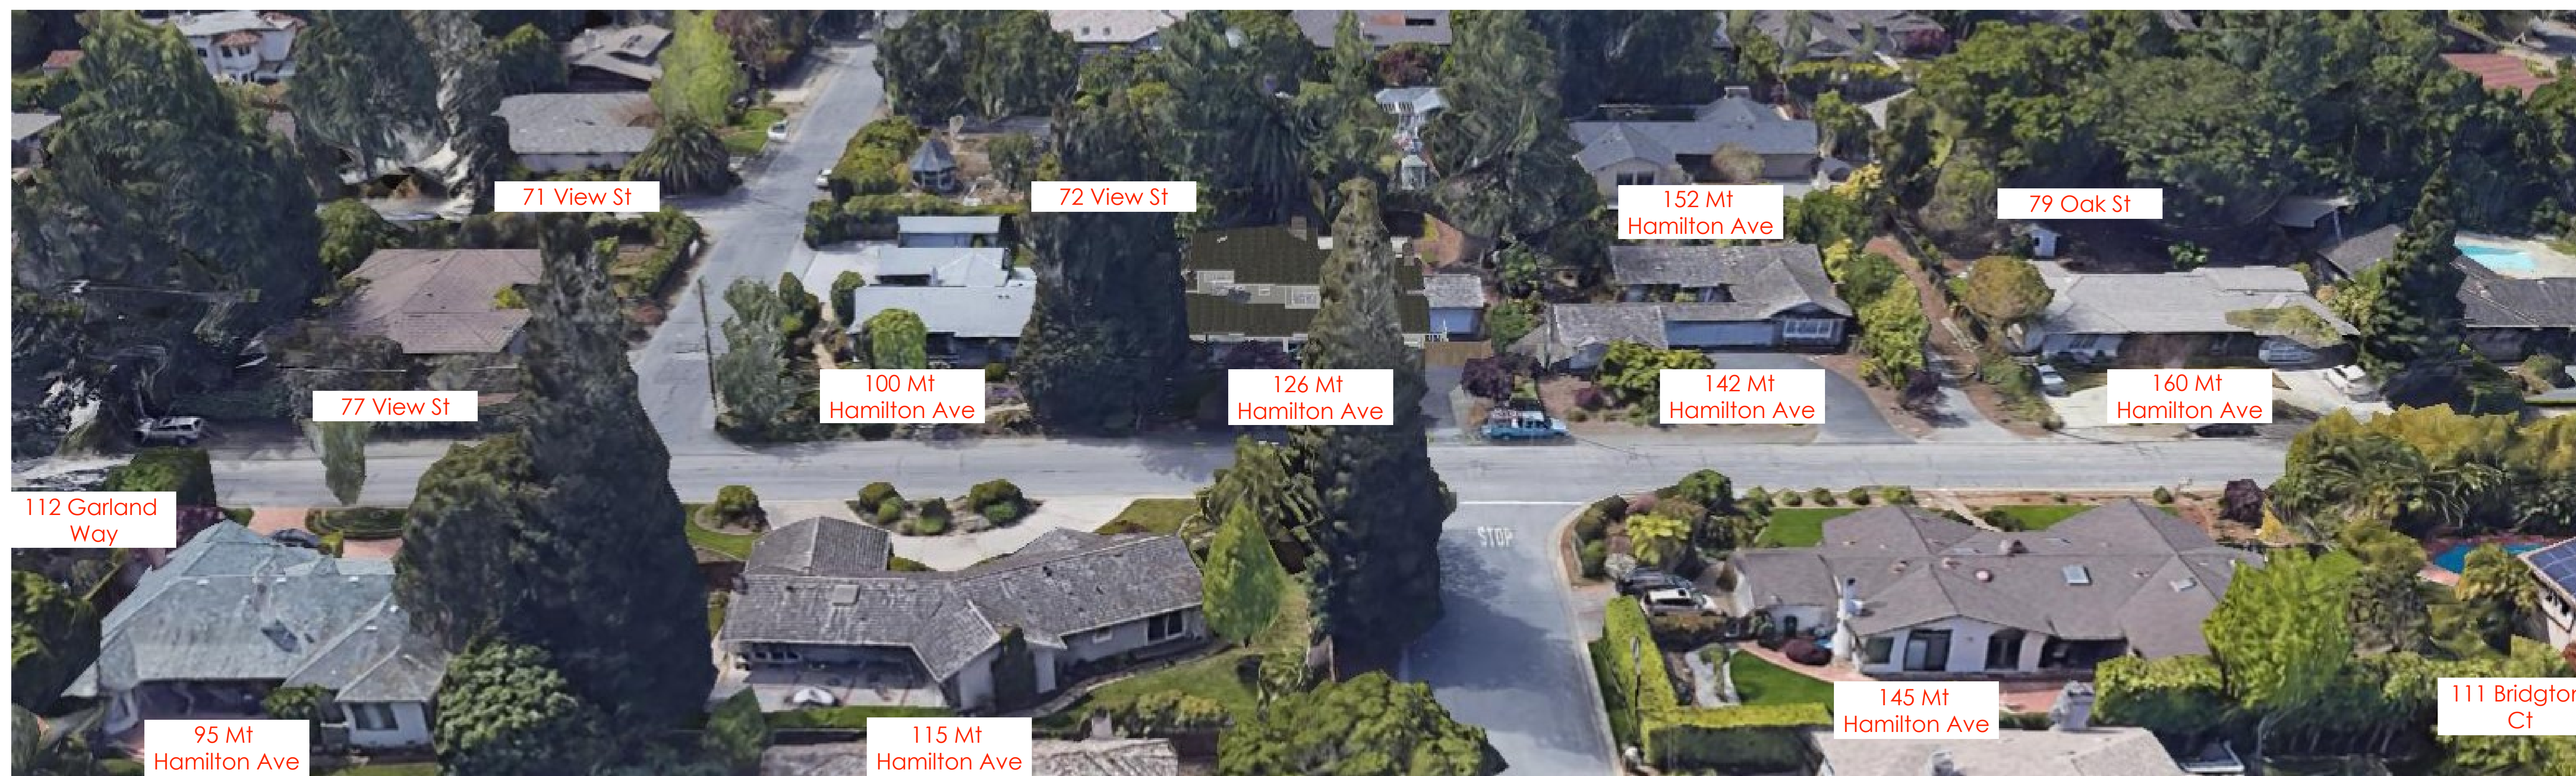 71 View St
72 View St
152 Mt
Hamilton Ave
79 Oak St
77 View St
100 Mt
Hamilton Ave
126 Mt
Hamilton Ave
142 Mt
Hamilton Ave
160 Mt
Hamilton Ave
112 Garland
Way
STOP
95 Mt
Hamilton Ave
115 Mt
Hamilton Ave
145 Mt
Hamilton Ave
111 Bridgton
Ct